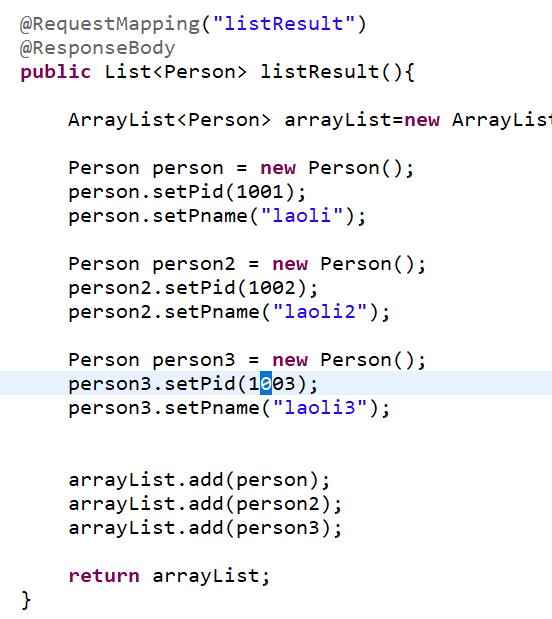 @RequestMapping("listResult")
@ResponseBody
public List<Person> listResult(){
ArrayList<Person> arrayList=new ArrayList
Person person = new Person();
person.setPid(1001);
person.setPname("laoli");
Person person2 = new Person();
person2.setPid(1002);
person2.setPname("laoli2");
Person person3 = new Person();
person3.setPid(1003);
person3.setPname("laoli3");
arrayList.add(person);
arrayList.add(person2);
arrayList.add(person3);
return arrayList;
}